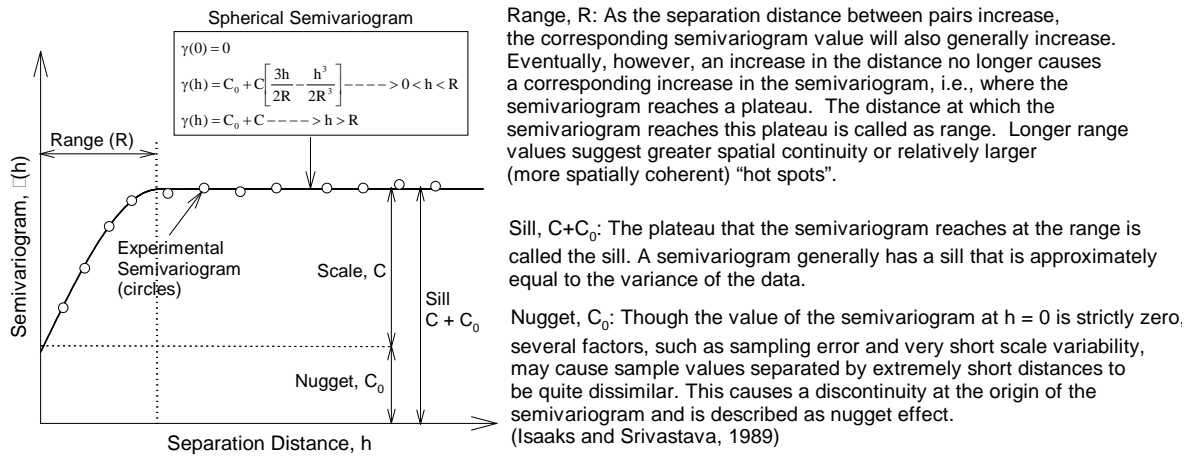 Spherical Semivariogram
γ(0) = 0
γ(h) = C₀ + C[3h/2R − h³/2R³] ----> 0 < h < R
γ(h) = C₀ + C ----> h > R
Range (R)
Semivariogram, □(h)
Experimental
Semivariogram
(circles)
Scale, C
Sill
C + C₀
Nugget, C₀
Separation Distance, h
Range, R: As the separation distance between pairs increase,
the corresponding semivariogram value will also generally increase.
Eventually, however, an increase in the distance no longer causes
a corresponding increase in the semivariogram, i.e., where the
semivariogram reaches a plateau. The distance at which the
semivariogram reaches this plateau is called as range. Longer range
values suggest greater spatial continuity or relatively larger
(more spatially coherent) “hot spots”.
Sill, C+C₀: The plateau that the semivariogram reaches at the range is
called the sill. A semivariogram generally has a sill that is approximately
equal to the variance of the data.
Nugget, C₀: Though the value of the semivariogram at h = 0 is strictly zero,
several factors, such as sampling error and very short scale variability,
may cause sample values separated by extremely short distances to
be quite dissimilar. This causes a discontinuity at the origin of the
semivariogram and is described as nugget effect.
(Isaaks and Srivastava, 1989)